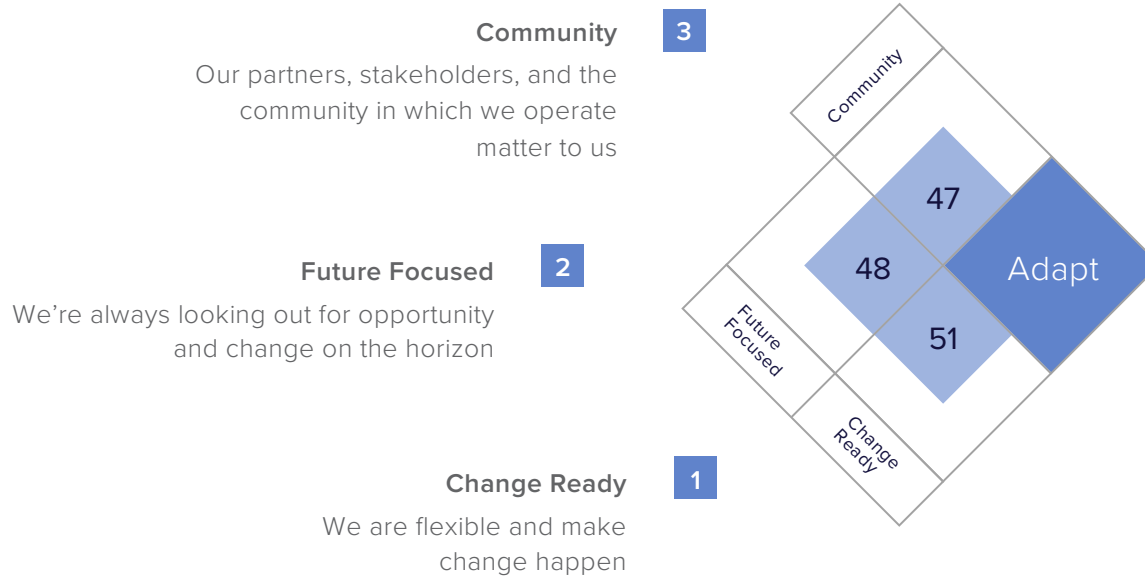 Community
3
Our partners, stakeholders, and the
community in which we operate
matter to us
Future Focused
2
We’re always looking out for opportunity
and change on the horizon
Change Ready
1
We are flexible and make
change happen
Community
47
48
Adapt
51
Future
Focused
Change
Ready